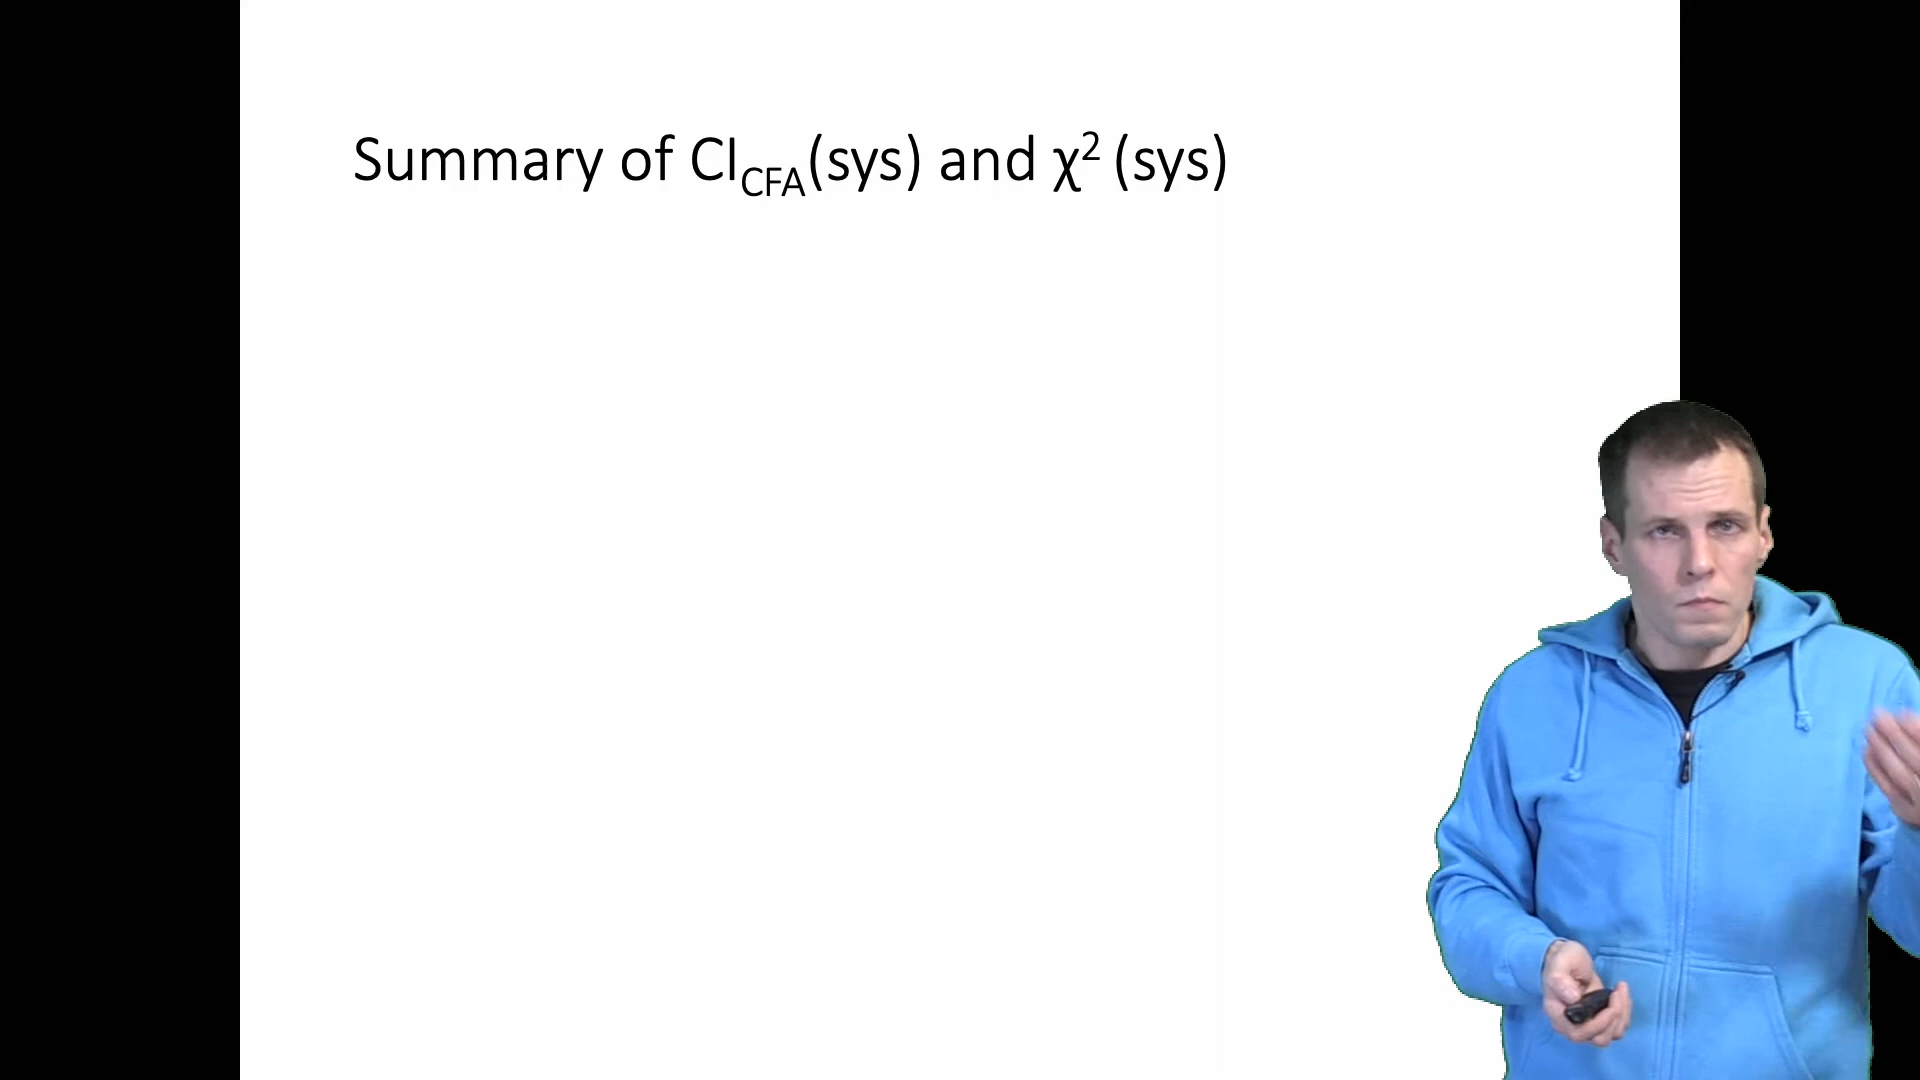 Summary of CI_CFA(sys) and χ² (sys)